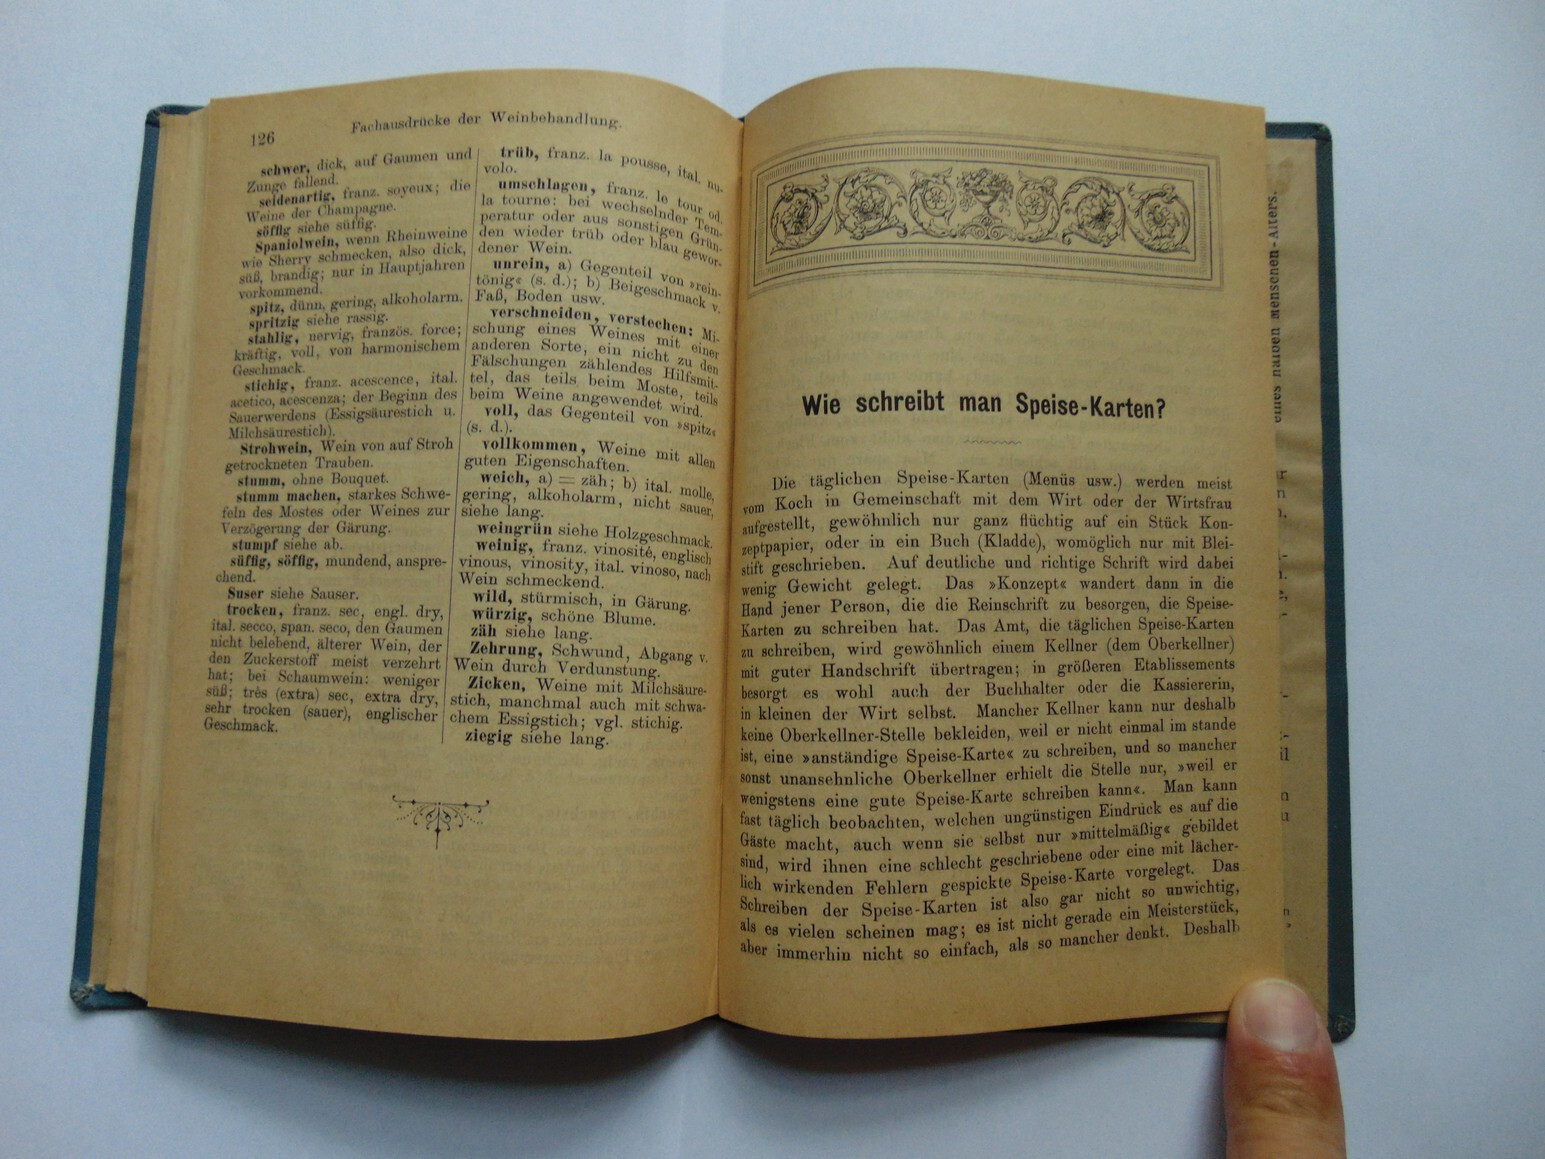 126
Fachausdrücke der Weinbehandlung.
schwer, dick, auf Gaumen und
Zunge fallend.
seidenartig, franz. soyeux; die
Weine der Champagne.
söffig siehe süffig.
Spaniolwein, wenn Rheinweine
wie Sherry schmecken, also dick,
süß, brandig; nur in Hauptjahren
vorkommend.
spitz, dünn, gering, alkoholarm.
spritzig siehe rassig.
stahlig, nervig, französ. force;
kräftig, voll, von harmonischem
Geschmack.
stichig, franz. acescence, ital.
acetico, acescenza; der Beginn des
Sauerwerdens (Essigsäurestich u.
Milchsäurestich).
Strohwein, Wein von auf Stroh
getrockneten Trauben.
stumm, ohne Bouquet.
stumm machen, starkes Schwe-
feln des Mostes oder Weines zur
Verzögerung der Gärung.
stumpf siehe ab.
süffig, söffig, mundend, anspre-
chend.
Suser siehe Sauser.
trocken, franz. sec, engl. dry,
ital. secco, span. seco, den Gaumen
nicht belebend, älterer Wein, der
den Zuckerstoff meist verzehrt
hat; bei Schaumwein: weniger
süß; très (extra) sec, extra dry,
sehr trocken (sauer), englischer
Geschmack.
trüb, franz. la pousse, ital. nu-
volo.
umschlagen, franz. le tour od.
la tourne: bei wechselnder Tem-
peratur oder aus sonstigen Grün-
den wieder trüb oder blau gewor-
dener Wein.
unrein, a) Gegenteil von »rein-
tönig« (s. d.); b) Beigeschmack v.
Faß, Boden usw.
verschneiden, verstechen: Mi-
schung eines Weines mit einer
anderen Sorte, ein nicht zu den
Fälschungen zählendes Hilfsmit-
tel, das teils beim Moste, teils
beim Weine angewendet wird.
voll, das Gegenteil von »spitz«
(s. d.).
vollkommen, Weine mit allen
guten Eigenschaften.
weich, a) = zäh; b) ital. molle,
gering, alkoholarm, nicht sauer,
siehe lang.
weingrün siehe Holzgeschmack.
weinig, franz. vinosité, englisch
vinous, vinosity, ital. vinoso, nach
Wein schmeckend.
wild, stürmisch, in Gärung.
würzig, schöne Blume.
zäh siehe lang.
Zehrung, Schwund, Abgang v.
Wein durch Verdunstung.
Zicken, Weine mit Milchsäure-
stich, manchmal auch mit schwa-
chem Essigstich; vgl. stichig.
ziegig siehe lang.
Wie schreibt man Speise-Karten?
Die täglichen Speise-Karten (Menüs usw.) werden meist
vom Koch in Gemeinschaft mit dem Wirt oder der Wirtsfrau
aufgestellt, gewöhnlich nur ganz flüchtig auf ein Stück Kon-
zeptpapier, oder in ein Buch (Kladde), womöglich nur mit Blei-
stift geschrieben. Auf deutliche und richtige Schrift wird dabei
wenig Gewicht gelegt. Das »Konzept« wandert dann in die
Hand jener Person, die die Reinschrift zu besorgen, die Speise-
Karten zu schreiben hat. Das Amt, die täglichen Speise-Karten
zu schreiben, wird gewöhnlich einem Kellner (dem Oberkellner)
mit guter Handschrift übertragen; in größeren Etablissements
besorgt es wohl auch der Buchhalter oder die Kassiererin,
in kleinen der Wirt selbst. Mancher Kellner kann nur deshalb
keine Oberkellner-Stelle bekleiden, weil er nicht einmal im stande
ist, eine »anständige Speise-Karte« zu schreiben, und so mancher
sonst unansehnliche Oberkellner erhielt die Stelle nur, »weil er
wenigstens eine gute Speise-Karte schreiben kann«. Man kann
fast täglich beobachten, welchen ungünstigen Eindruck es auf die
Gäste macht, auch wenn sie selbst nur »mittelmäßig« gebildet
sind, wird ihnen eine schlecht geschriebene oder eine mit lächer-
lich wirkenden Fehlern gespickte Speise-Karte vorgelegt. Das
Schreiben der Speise-Karten ist also gar nicht so unwichtig,
als es vielen scheinen mag; es ist nicht gerade ein Meisterstück,
aber immerhin nicht so einfach, als so mancher denkt. Deshalb
eines halben Menschen-Alters.